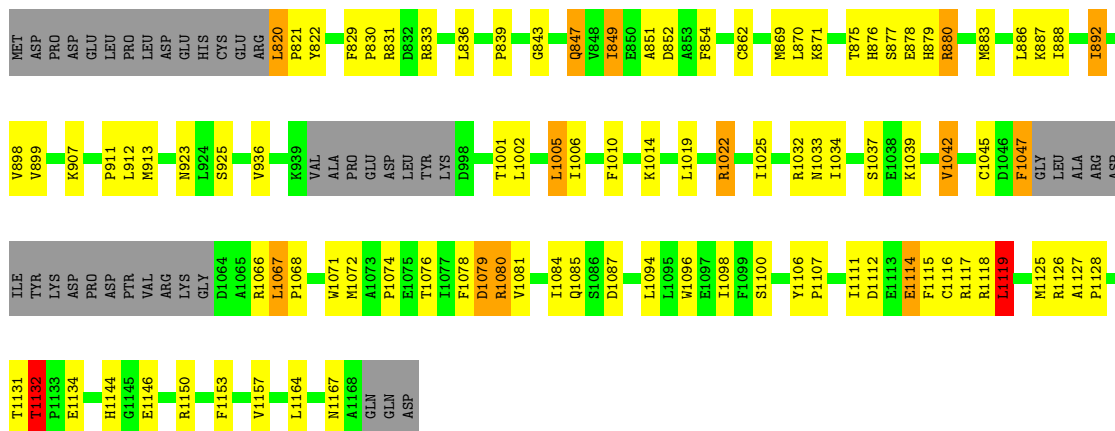 MET ASP PRO ASP GLU LEU PRO LEU ASP GLU HIS CYS GLU ARG L820 P821 Y822 F829 P830 R831 D832 R833 L836 P839 G843 Q847 V848 I849 E850 A851 D852 A853 F854 C862 M869 L870 K871 T875 H876 S877 E878 H879 R880 M883 L886 K887 I888 I892
V898 V899 K907 P911 L912 M913 N923 L924 S925 V936 K939 VAL ALA PRO GLU ASP LEU TYR LYS D998 T1001 L1002 L1005 I1006 F1010 K1014 L1019 R1022 I1025 R1032 N1033 I1034 S1037 E1038 K1039 V1042 C1045 D1046 F1047 GLY LEU ALA ARG ASP
ILE TYR LYS ASP PRO ASP PTR VAL ARG LYS GLY D1064 A1065 R1066 L1067 P1068 W1071 M1072 A1073 P1074 E1075 T1076 I1077 F1078 D1079 R1080 V1081 I1084 Q1085 S1086 D1087 L1094 L1095 W1096 E1097 I1098 F1099 S1100 Y1106 P1107 I1111 D1112 E1113 E1114 F1115 C1116 R1117 R1118 L1119 M1125 R1126 A1127 P1128
T1131 T1132 P1133 E1134 H1144 G1145 E1146 R1150 F1153 V1157 L1164 N1167 A1168 GLN GLN ASP